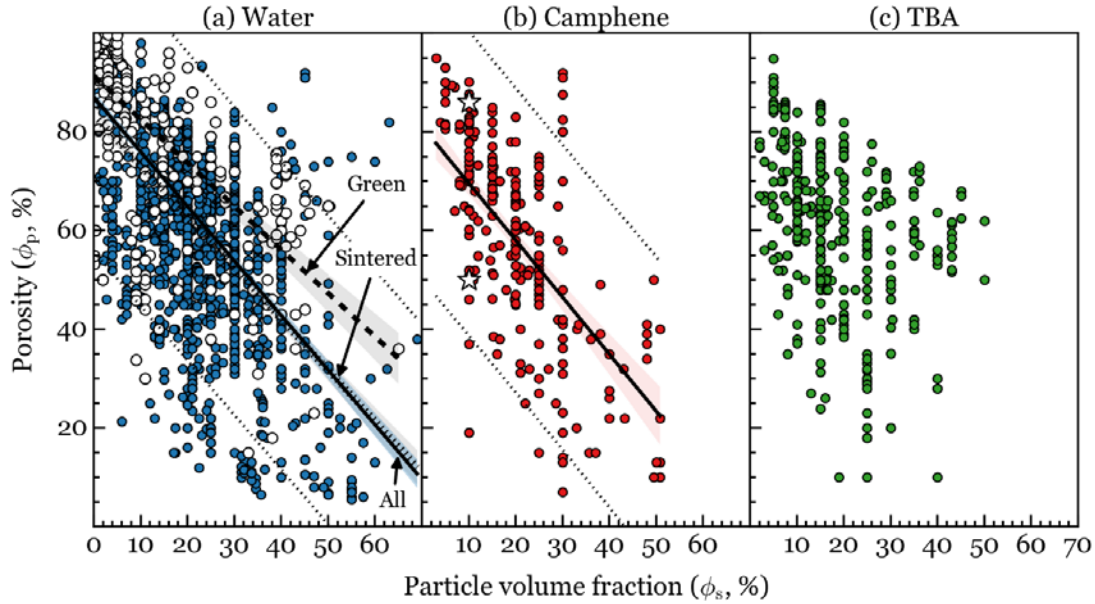 (a) Water
(b) Camphene
(c) TBA
Porosity (ϕp, %)
80
60
40
20
Green
Sintered
All
0 10 20 30 40 50 60
10 20 30 40 50 60
10 20 30 40 50 60 70
Particle volume fraction (ϕs, %)